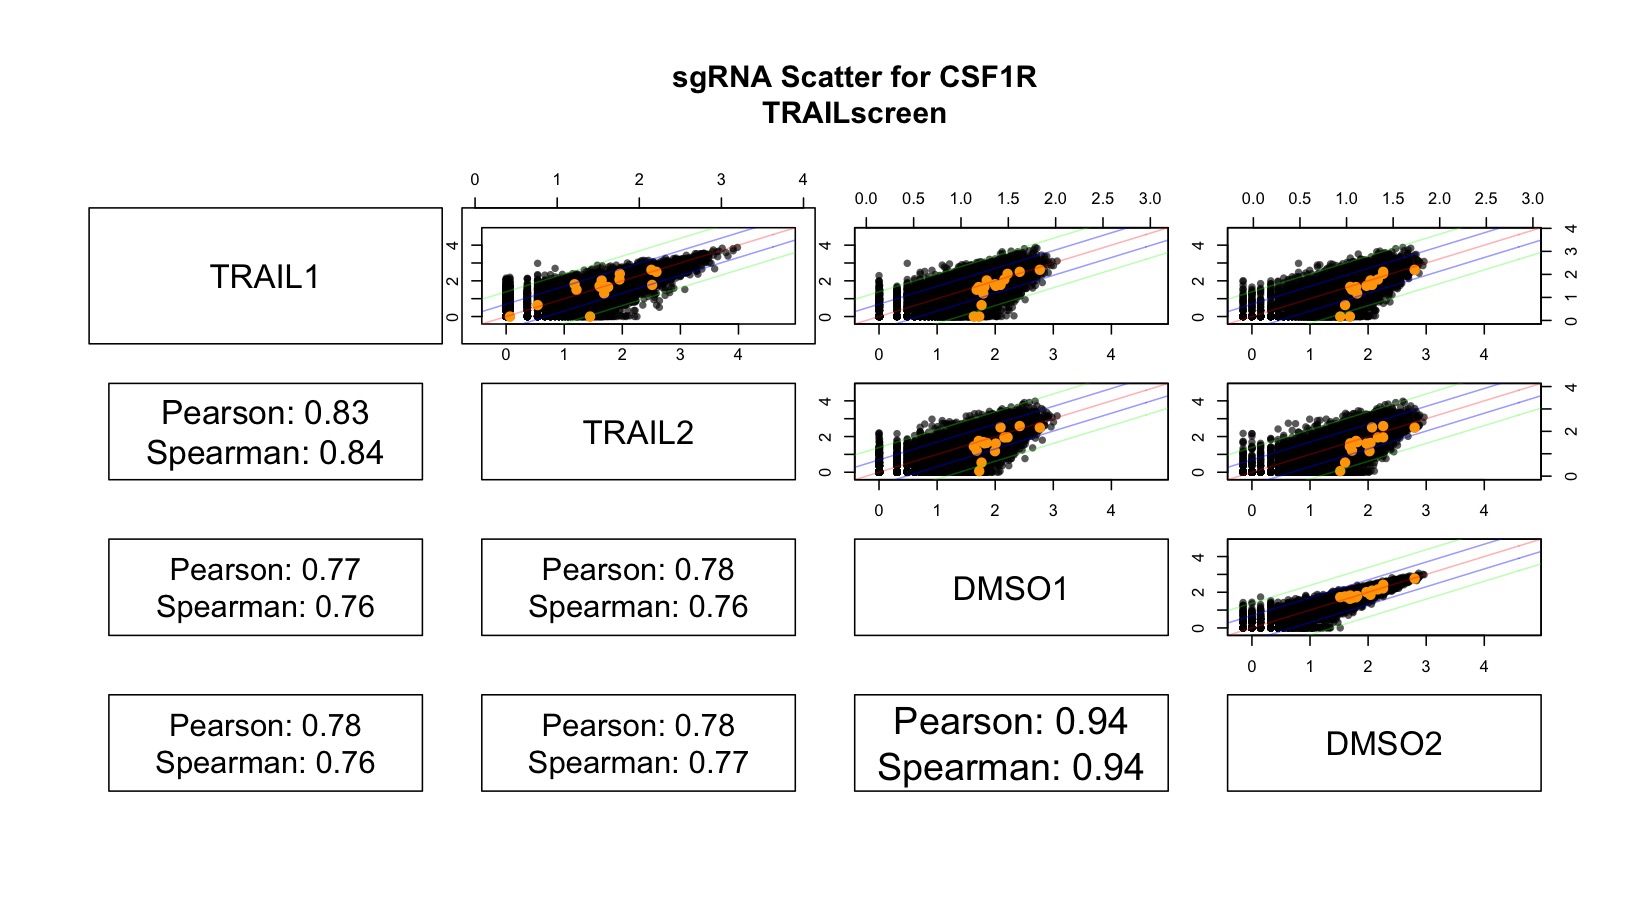 sgRNA Scatter for CSF1R
TRAILscreen
0 1 2 3 4
0.0 0.5 1.0 1.5 2.0 2.5 3.0
0.0 0.5 1.0 1.5 2.0 2.5 3.0
TRAIL1
0 2 4
0 1 2 3 4
0 2 4
0 1 2 3 4
0 2 4
0 1 2 3 4
0 1 2 3 4
Pearson: 0.83
Spearman: 0.84
TRAIL2
0 2 4
0 1 2 3 4
0 2 4
0 1 2 3 4
0 2 4
Pearson: 0.77
Spearman: 0.76
Pearson: 0.78
Spearman: 0.76
DMSO1
0 2 4
0 1 2 3 4
Pearson: 0.78
Spearman: 0.76
Pearson: 0.78
Spearman: 0.77
Pearson: 0.94
Spearman: 0.94
DMSO2